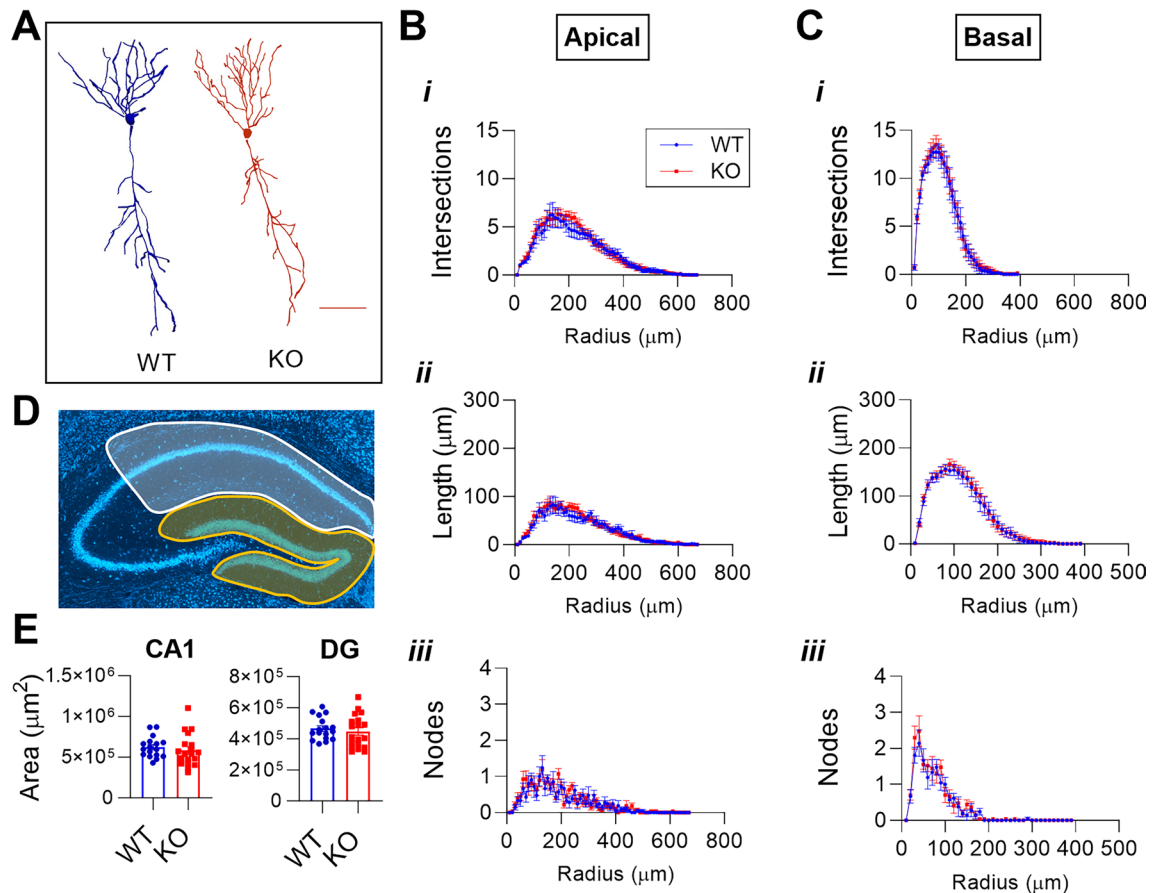 A
WT
KO
B
Apical
i
Intersections
15
10
5
0
0 200 400 600 800
Radius (μm)
WT
KO
ii
Length (μm)
300
200
100
0
0 200 400 600 800
Radius (μm)
iii
Nodes
4
3
2
1
0
0 200 400 600 800
Radius (μm)
C
Basal
i
Intersections
15
10
5
0
0 200 400 600 800
Radius (μm)
ii
Length (μm)
300
200
100
0
0 100 200 300 400 500
Radius (μm)
iii
Nodes
4
3
2
1
0
0 100 200 300 400 500
Radius (μm)
D
E
CA1
Area (μm²)
1.5×10⁶
1×10⁶
5×10⁵
0
WT
KO
DG
8×10⁵
6×10⁵
4×10⁵
2×10⁵
0
WT
KO